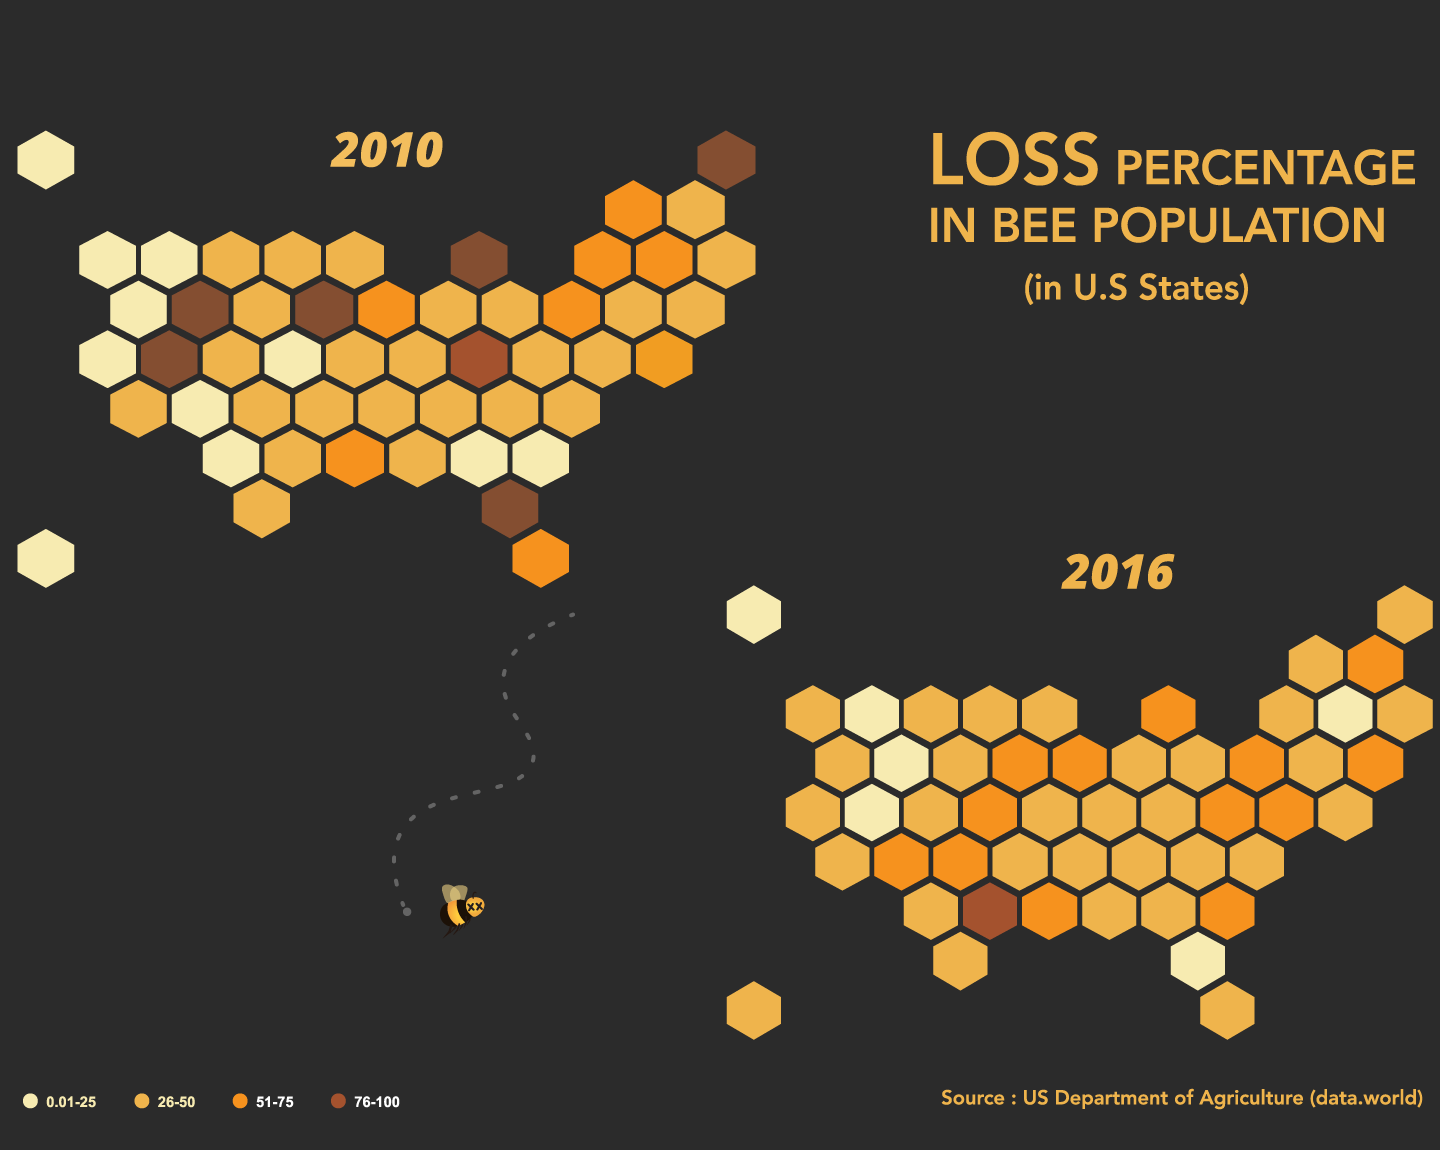 2010
LOSS PERCENTAGE
IN BEE POPULATION
(in U.S States)
2016
0.01-25
26-50
51-75
76-100
Source : US Department of Agriculture (data.world)